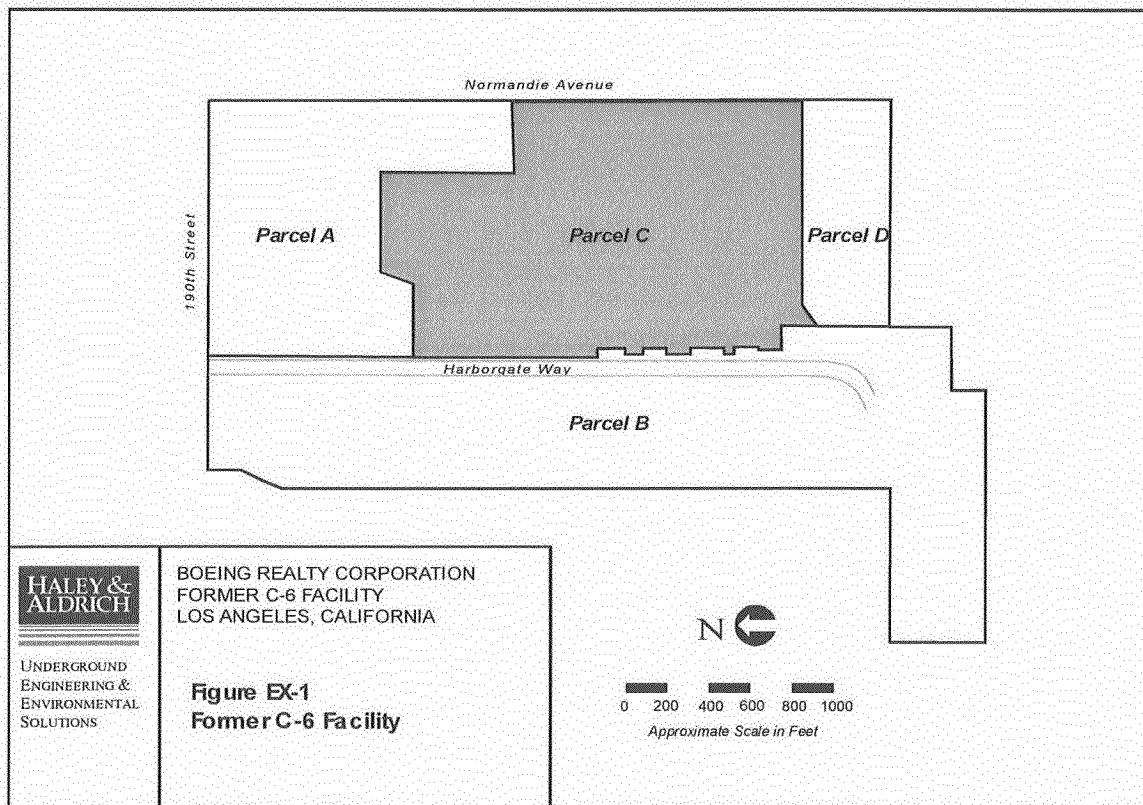 Normandie Avenue
190th Street
Parcel A
Parcel C
Parcel D
Harborgate Way
Parcel B
HALEY &
ALDRICH
UNDERGROUND
ENGINEERING &
ENVIRONMENTAL
SOLUTIONS
BOEING REALTY CORPORATION
FORMER C-6 FACILITY
LOS ANGELES, CALIFORNIA
Figure EX-1
Former C-6 Facility
N
0 200 400 600 800 1000
Approximate Scale in Feet